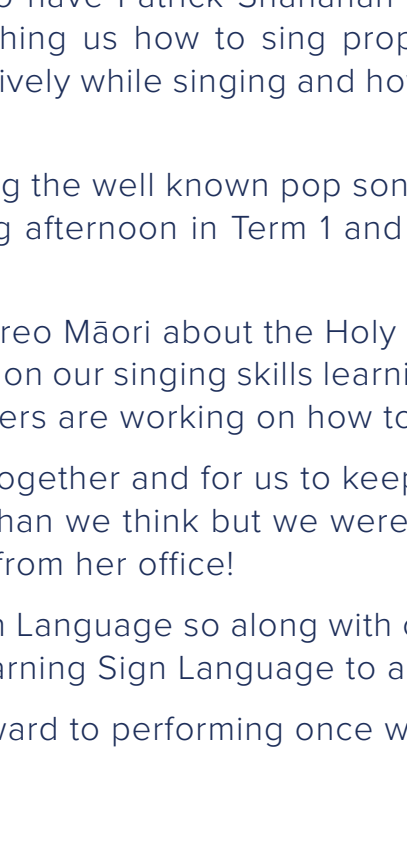 have Patrick Shanahan
hing us how to sing prop
ively while singing and ho
g the well known pop son
g afternoon in Term 1 and
reo Māori about the Holy
on our singing skills learni
ers are working on how to
ogether and for us to keep
han we think but we were
from her office!
n Language so along with
arning Sign Language to a
ward to performing once w